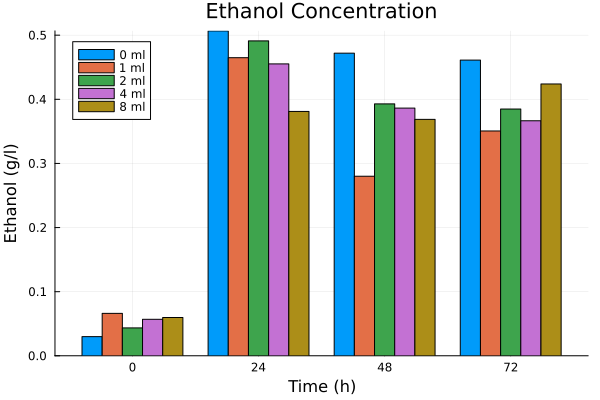 Ethanol Concentration
0.5
0.4
0.3
0.2
0.1
0.0
Ethanol (g/l)
0 ml
1 ml
2 ml
4 ml
8 ml
0
24
48
72
Time (h)